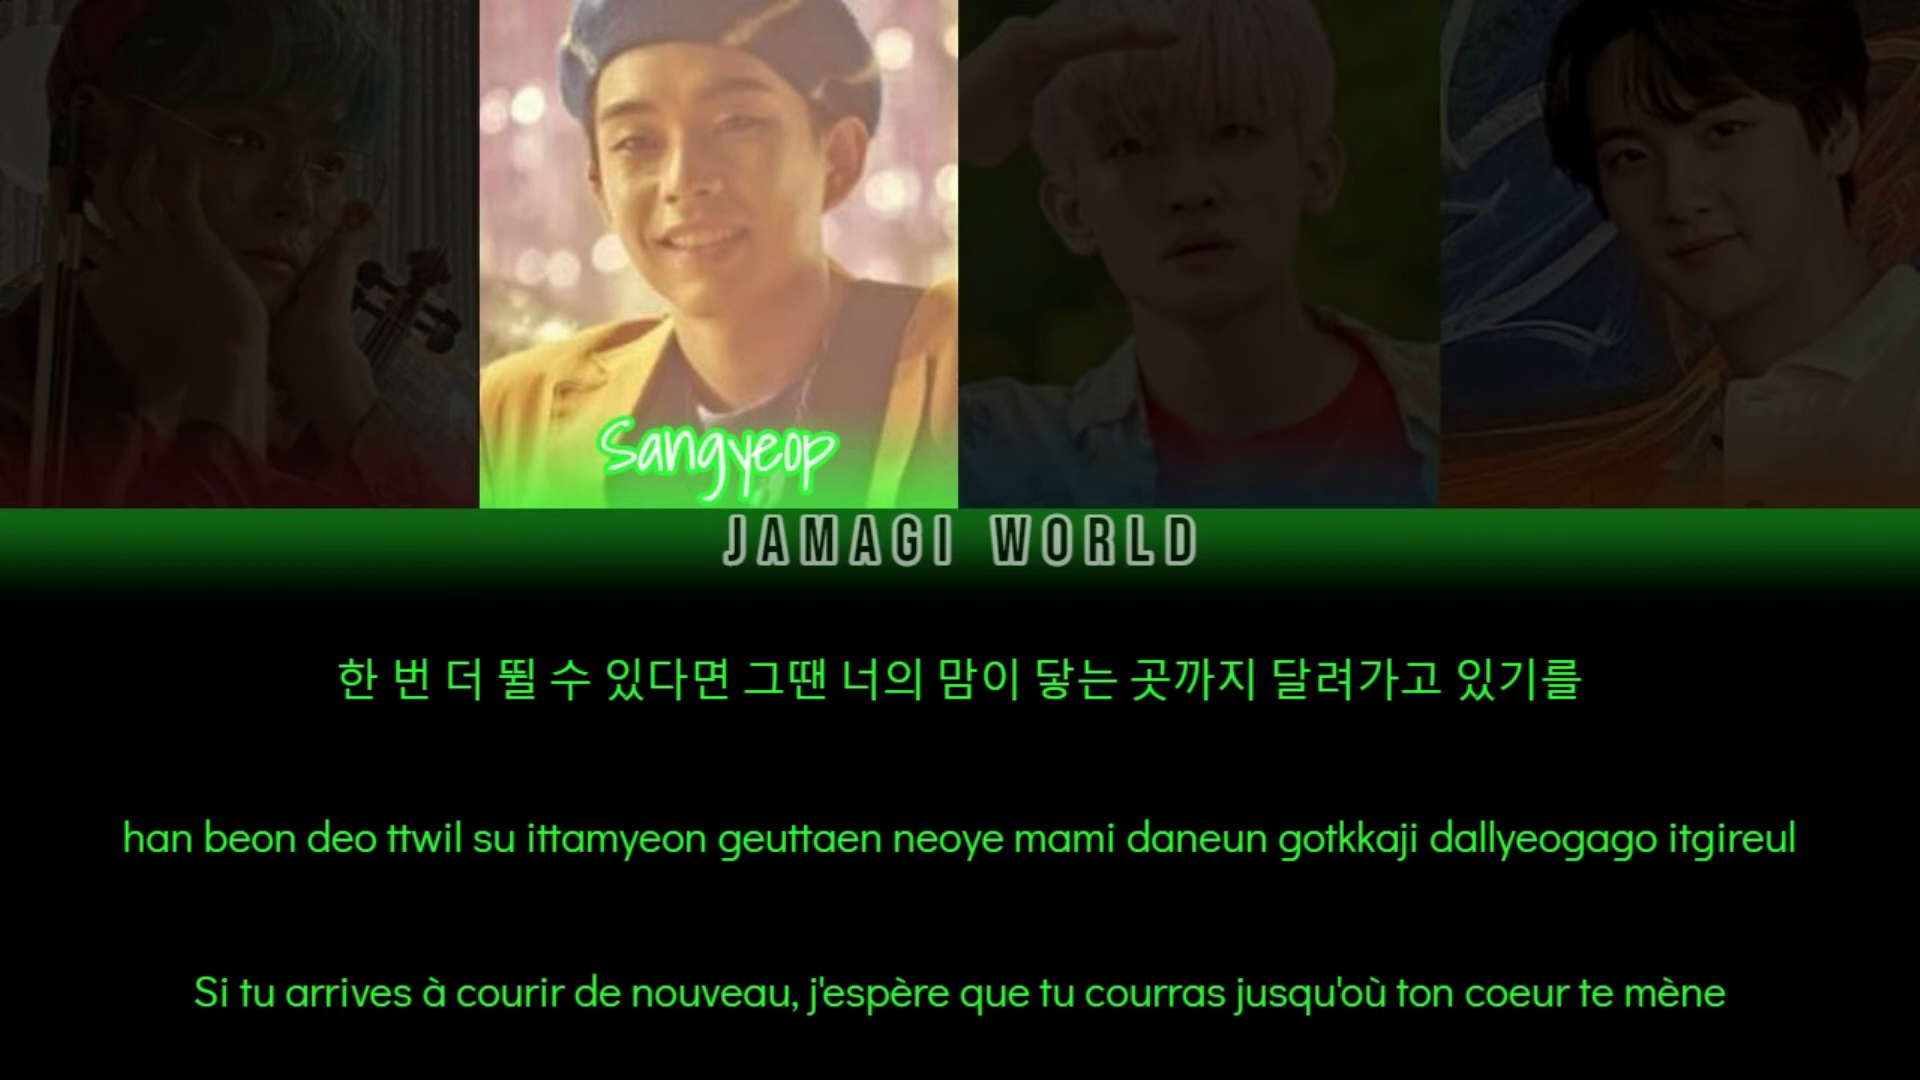 Sangyeop
JAMAGI WORLD
한 번 더 뛸 수 있다면 그땐 너의 맘이 닿는 곳까지 달려가고 있기를
han beon deo ttwil su ittamyeon geuttaen neoye mami daneun gotkkaji dallyeogago itgireul
Si tu arrives à courir de nouveau, j'espère que tu courras jusqu'où ton coeur te mène